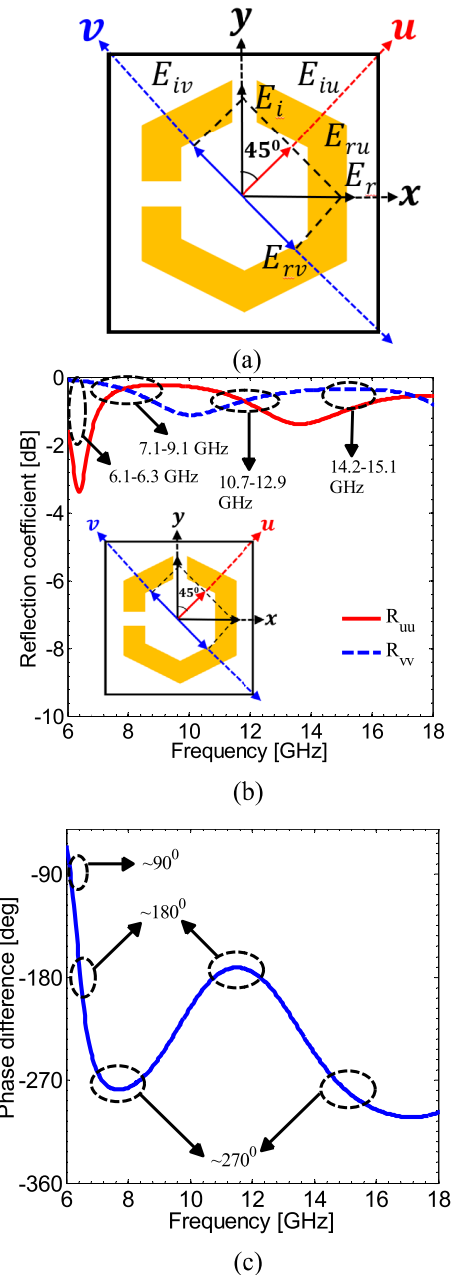 y
v
u
E_iv
E_iu
E_i
E_ru
45⁰
E_r
x
E_rv
(a)
0
-2
-4
-6
-8
-10
Reflection coefficient [dB]
7.1-9.1 GHz
6.1-6.3 GHz
10.7-12.9
GHz
14.2-15.1
GHz
y
v
u
45⁰
x
R_uu
R_vv
6 8 10 12 14 16 18
Frequency [GHz]
(b)
-90
-180
-270
-360
Phase difference [deg]
~90⁰
~180⁰
~270⁰
6 8 10 12 14 16 18
Frequency [GHz]
(c)